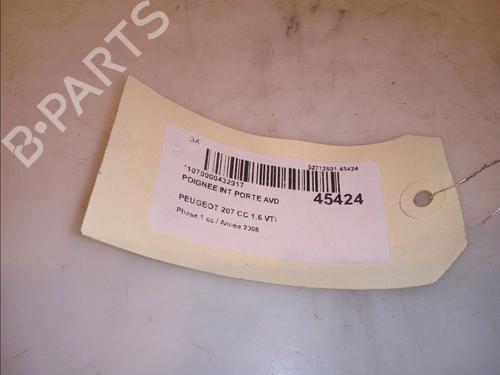 B-PARTS
GA
52712601 45424
*1070000432317
POIGNEE INT PORTE AVD
45424
PEUGEOT 207 CC 1.6 VTi
Phase 1 cc / Année 2008